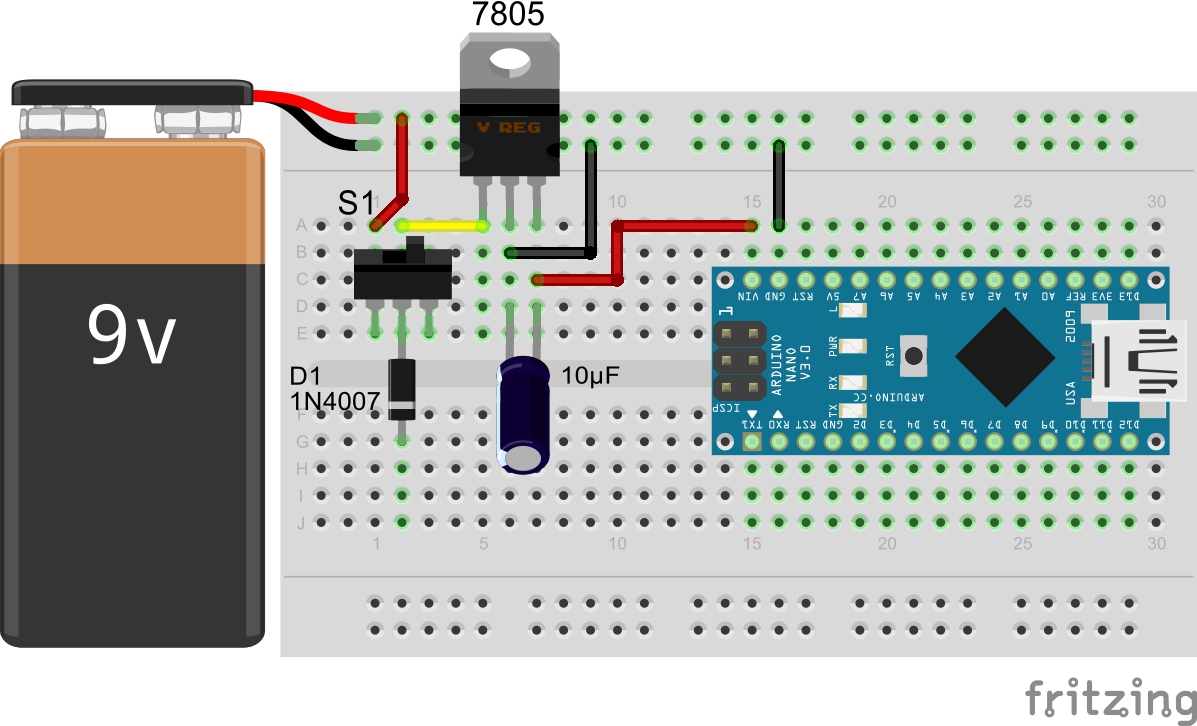 7805
V REG
S1
1 10 15 20 25 30
A
B
C
D
E
9v
D1
1N4007
10µF
VIN GND RST 5V A7 A6 A5 A4 A3 A2 A1 A0 REF 3V3 D13
1
L
PWR
RX
TX
RST
ARDUINO
NANO
V3.0
ARDUINO.CC
USA
ICSP
TX1 RX0 RST GND D2 D3 D4 D5 D6 D7 D8 D9 D10 D11 D12
F
G
H
I
J
1 5 10 15 20 25 30
fritzing